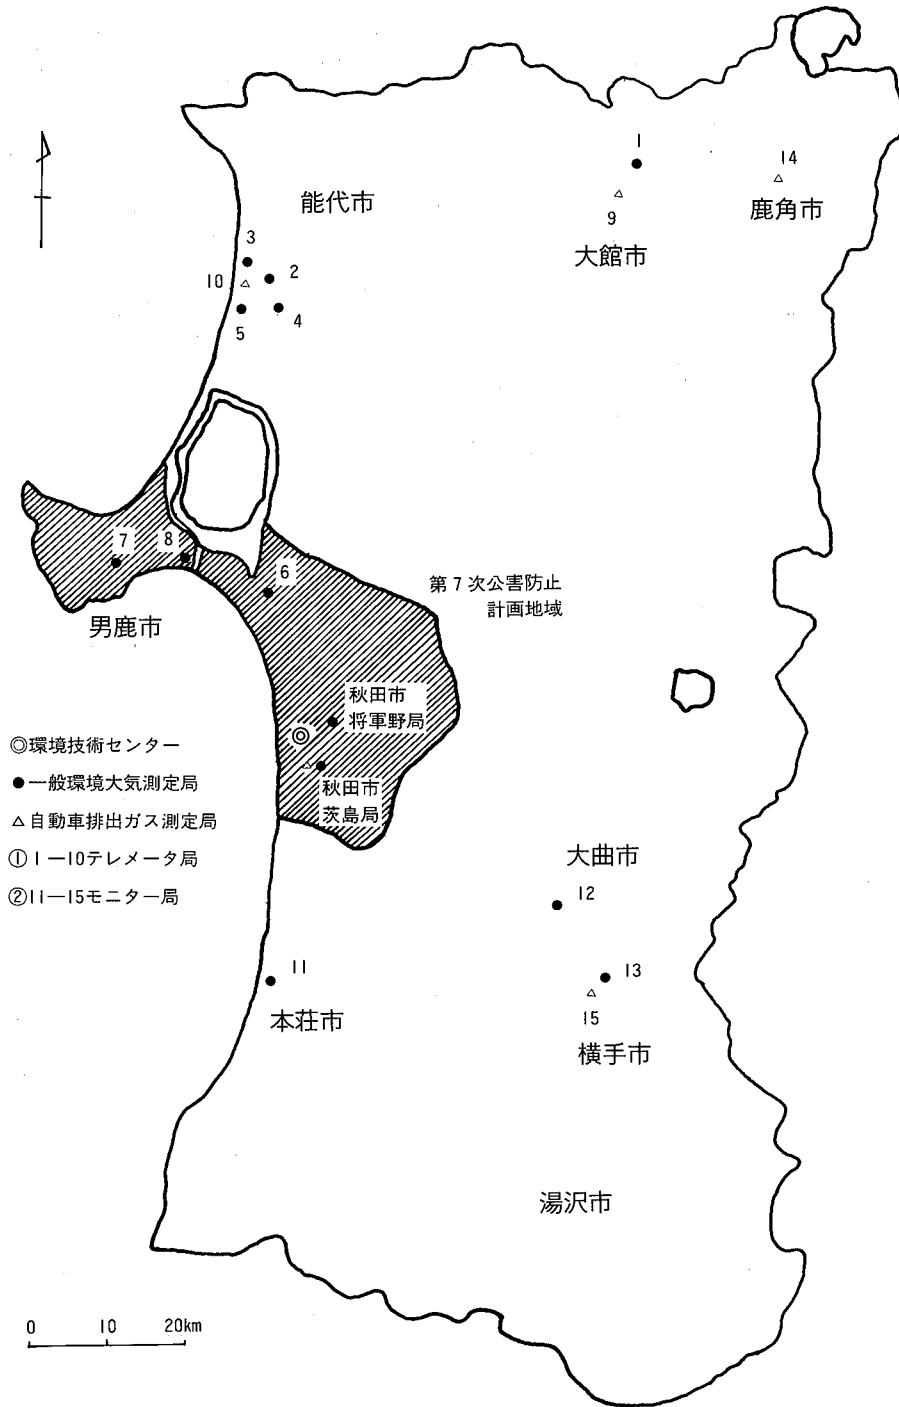 1
14
能代市
鹿角市
9
大館市
3
2
10
5
4
7
8
6
第7次公害防止
計画地域
男鹿市
秋田市
将軍野局
◎環境技術センター
●一般環境大気測定局
秋田市
茨島局
△自動車排出ガス測定局
①1―10テレメータ局
②11―15モニター局
大曲市
12
11
13
本荘市
15
横手市
湯沢市
0 10 20km